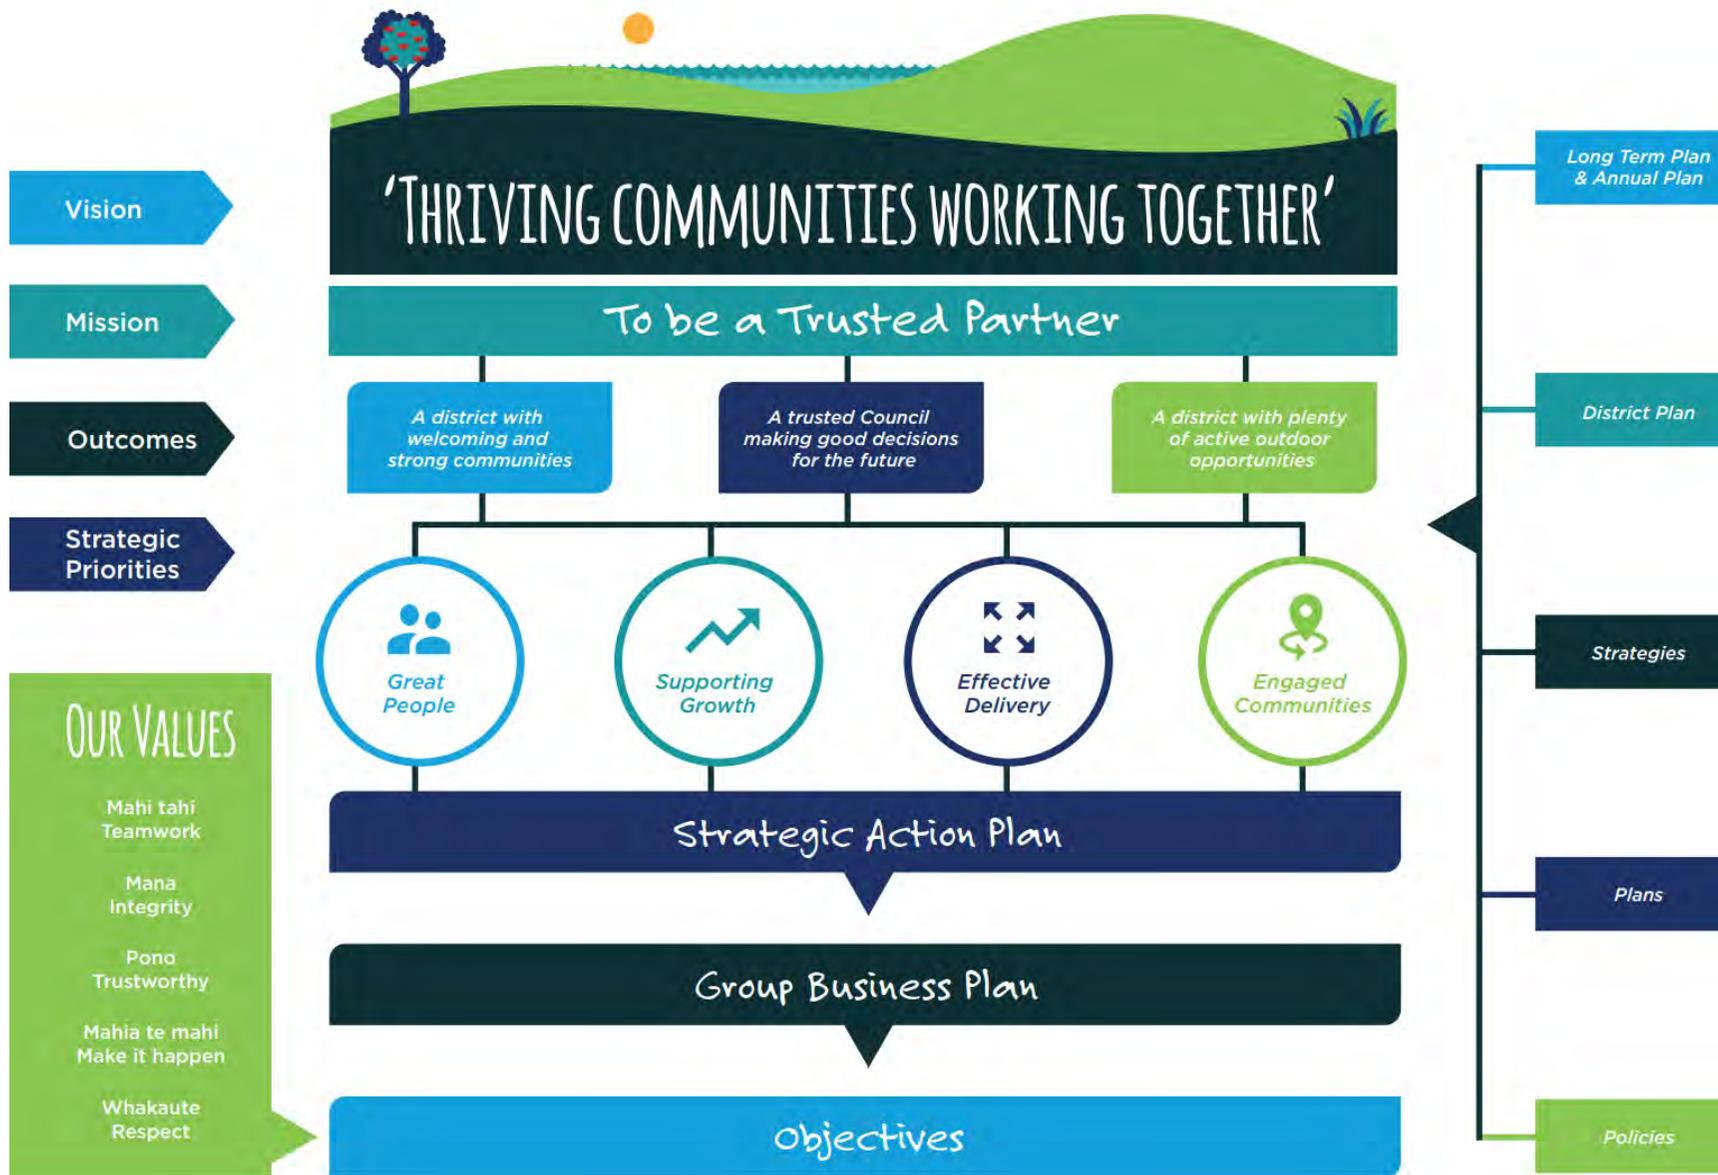 Vision
Mission
Outcomes
Strategic
Priorities
'THRIVING COMMUNITIES WORKING TOGETHER'
To be a Trusted Partner
A district with
welcoming and
strong communities
A trusted Council
making good decisions
for the future
A district with plenty
of active outdoor
opportunities
Great
People
Supporting
Growth
Effective
Delivery
Engaged
Communities
Strategic Action Plan
Group Business Plan
Objectives
OUR VALUES
Mahi tahi
Teamwork
Mana
Integrity
Pono
Trustworthy
Mahia te mahi
Make it happen
Whakaute
Respect
Long Term Plan
& Annual Plan
District Plan
Strategies
Plans
Policies